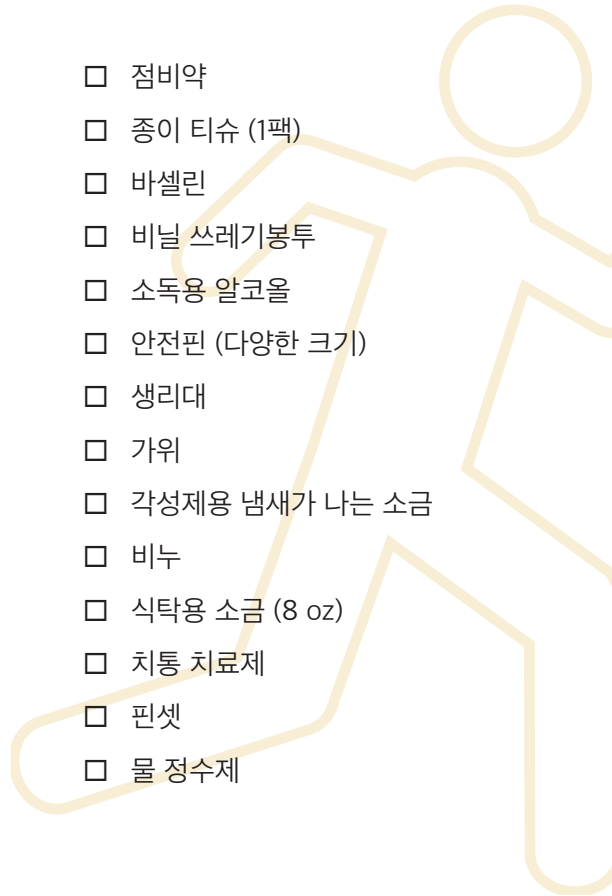 ☐ 점비약
☐ 종이 티슈 (1팩)
☐ 바셀린
☐ 비닐 쓰레기봉투
☐ 소독용 알코올
☐ 안전핀 (다양한 크기)
☐ 생리대
☐ 가위
☐ 각성제용 냄새가 나는 소금
☐ 비누
☐ 식탁용 소금 (8 oz)
☐ 치통 치료제
☐ 핀셋
☐ 물 정수제